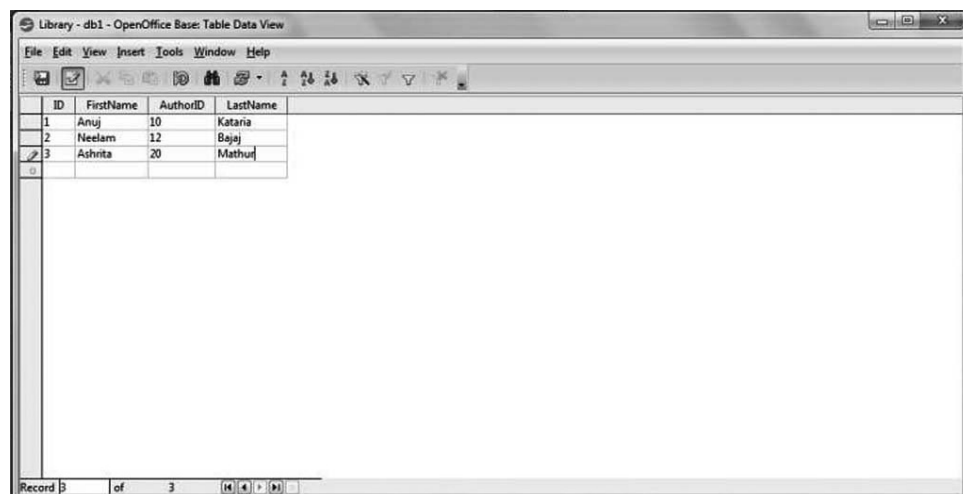 Library - db1 - OpenOffice Base: Table Data View
File Edit View Insert Tools Window Help
ID FirstName AuthorID LastName
1 Anuj 10 Kataria
2 Neelam 12 Bajaj
3 Ashrita 20 Mathur
Record 3 of 3